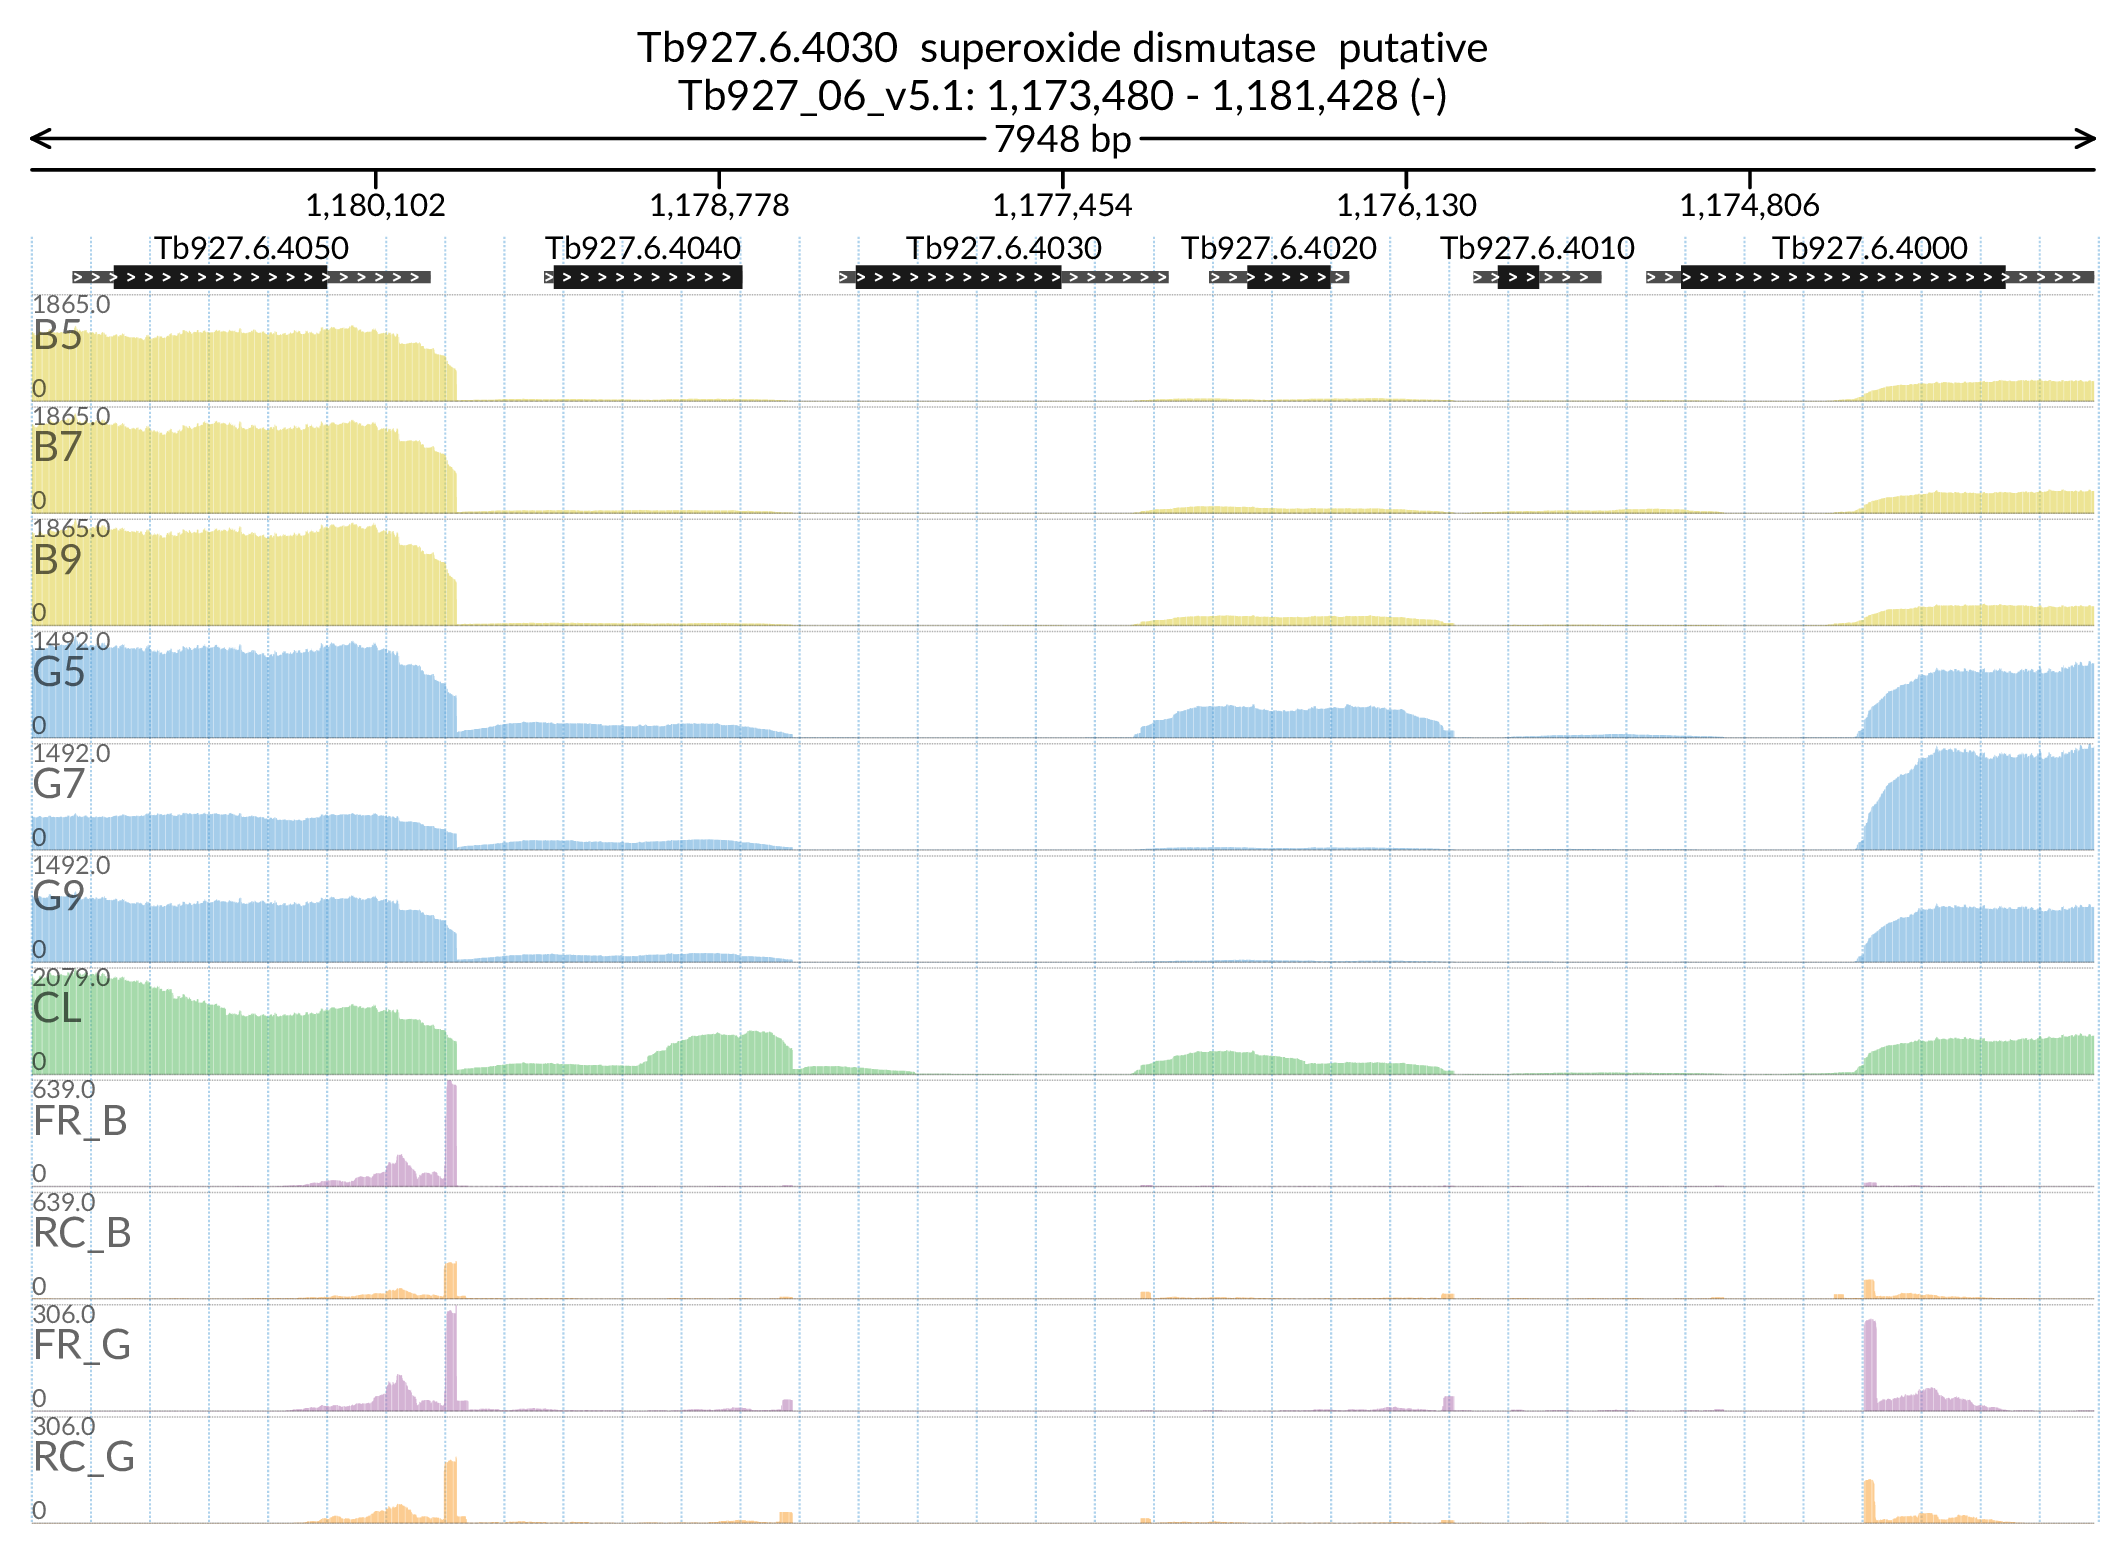 Tb927.6.4030 superoxide dismutase putative
Tb927_06_v5.1: 1,173,480 - 1,181,428 (-)
7948 bp
1,180,102 1,178,778 1,177,454 1,176,130 1,174,806
Tb927.6.4050 Tb927.6.4040 Tb927.6.4030 Tb927.6.4020 Tb927.6.4010 Tb927.6.4000
1865.0
B5
0
1865.0
B7
0
1865.0
B9
0
1492.0
G5
0
1492.0
G7
0
1492.0
G9
0
2079.0
CL
0
639.0
FR_B
0
639.0
RC_B
0
306.0
FR_G
0
306.0
RC_G
0